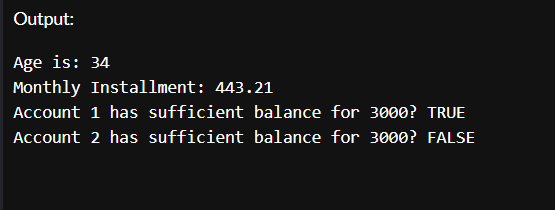 Output:
Age is: 34
Monthly Installment: 443.21
Account 1 has sufficient balance for 3000? TRUE
Account 2 has sufficient balance for 3000? FALSE